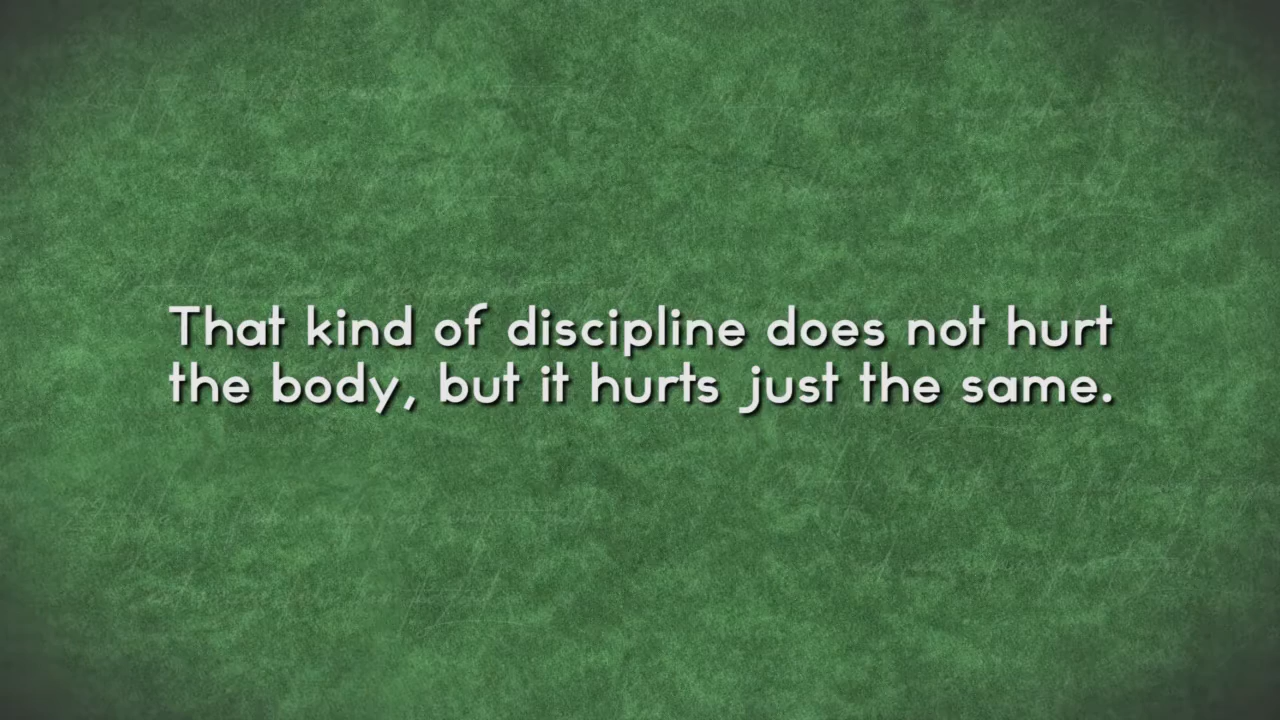 That kind of discipline does not hurt
the body, but it hurts just the same.